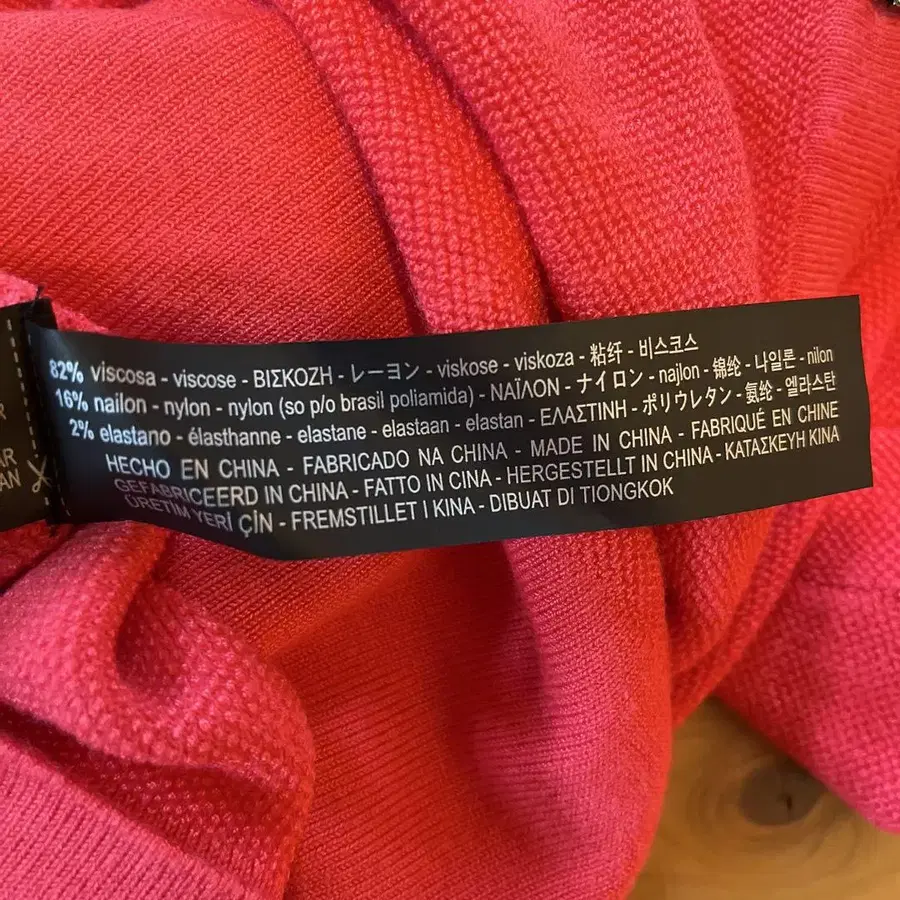 82% viscosa - viscose - ΒΙΣΚΟΖΗ - レーヨン - viskose - viskoza - 粘纤 - 비스코스
16% nailon - nylon - nylon (so p/o brasil poliamida) - ΝΑΪΛΟΝ - ナイロン - najlon - 锦纶 - 나일론 - nilon
2% elastano - élasthanne - elastane - elastaan - elastan - ΕΛΑΣΤΙΝΗ - ポリウレタン - 氨纶 - 엘라스탄
HECHO EN CHINA - FABRICADO NA CHINA - MADE IN CHINA - FABRIQUÉ EN CHINE
GEFABRICEERD IN CHINA - FATTO IN CINA - HERGESTELLT IN CHINA - ΚΑΤΑΣΚΕΥΗ ΚΙΝΑ
ÜRETİM YERİ ÇİN - FREMSTILLET I KINA - DIBUAT DI TIONGKOK